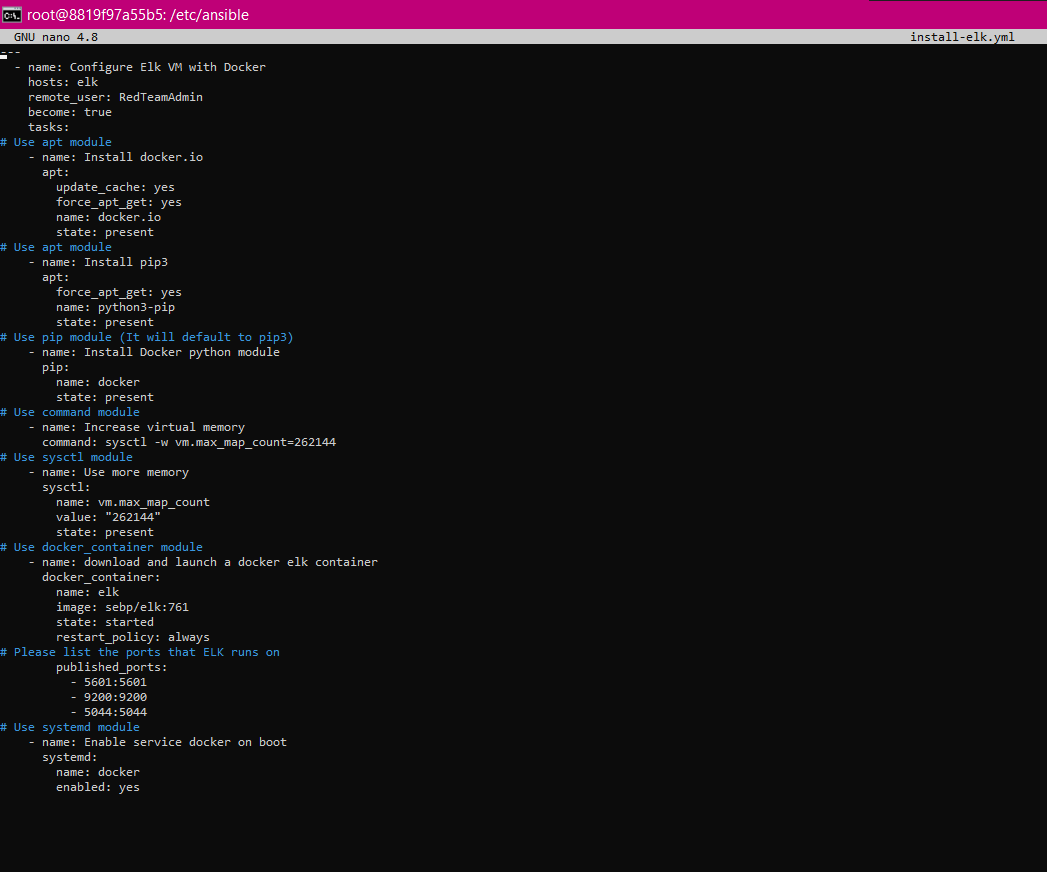 root@8819f97a55b5: /etc/ansible
GNU nano 4.8 install-elk.yml
---
  - name: Configure Elk VM with Docker
    hosts: elk
    remote_user: RedTeamAdmin
    become: true
    tasks:
# Use apt module
    - name: Install docker.io
      apt:
        update_cache: yes
        force_apt_get: yes
        name: docker.io
        state: present
# Use apt module
    - name: Install pip3
      apt:
        force_apt_get: yes
        name: python3-pip
        state: present
# Use pip module (It will default to pip3)
    - name: Install Docker python module
      pip:
        name: docker
        state: present
# Use command module
    - name: Increase virtual memory
      command: sysctl -w vm.max_map_count=262144
# Use sysctl module
    - name: Use more memory
      sysctl:
        name: vm.max_map_count
        value: "262144"
        state: present
# Use docker_container module
    - name: download and launch a docker elk container
      docker_container:
        name: elk
        image: sebp/elk:761
        state: started
        restart_policy: always
# Please list the ports that ELK runs on
        published_ports:
          - 5601:5601
          - 9200:9200
          - 5044:5044
# Use systemd module
    - name: Enable service docker on boot
      systemd:
        name: docker
        enabled: yes